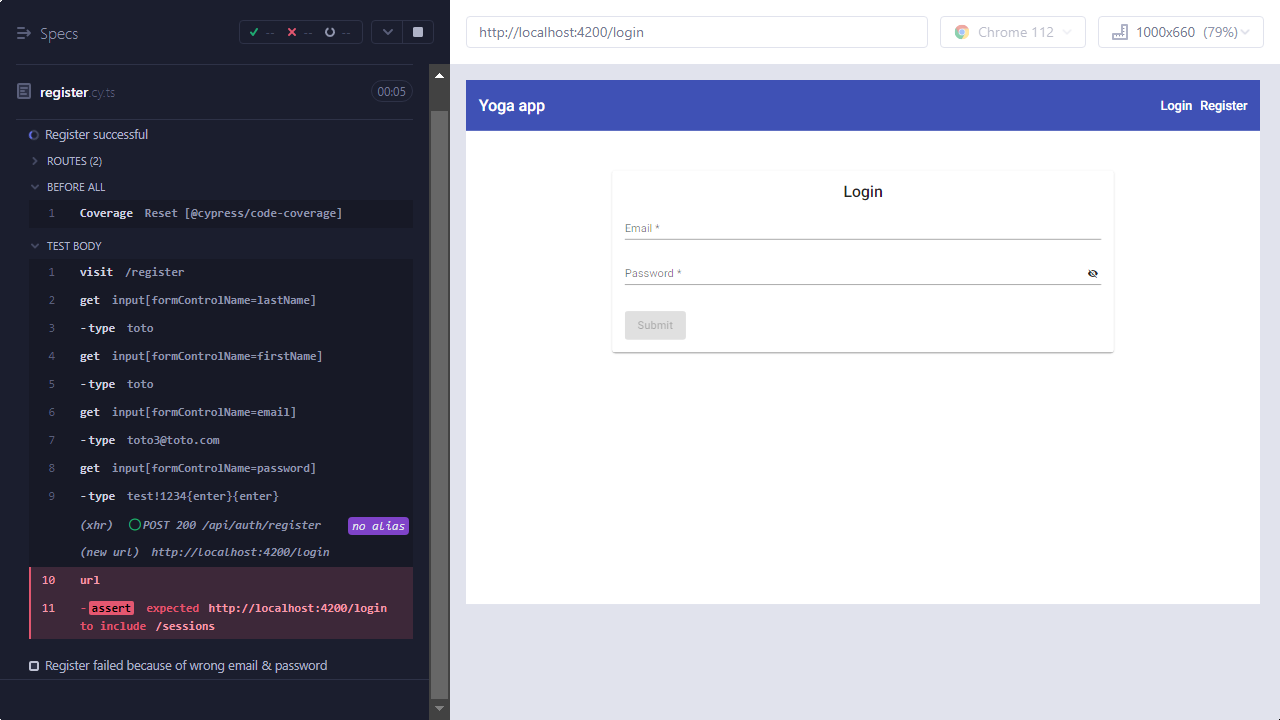 Specs
-- -- --
register.cy.ts
00:05
Register successful
ROUTES (2)
BEFORE ALL
1 Coverage Reset [@cypress/code-coverage]
TEST BODY
1 visit /register
2 get input[formControlName=lastName]
3 -type toto
4 get input[formControlName=firstName]
5 -type toto
6 get input[formControlName=email]
7 -type toto3@toto.com
8 get input[formControlName=password]
9 -type test!1234{enter}{enter}
(xhr) POST 200 /api/auth/register no alias
(new url) http://localhost:4200/login
10 url
11 -assert expected http://localhost:4200/login
to include /sessions
Register failed because of wrong email & password
http://localhost:4200/login
Chrome 112
1000x660 (79%)
Yoga app
Login Register
Login
Email *
Password *
Submit